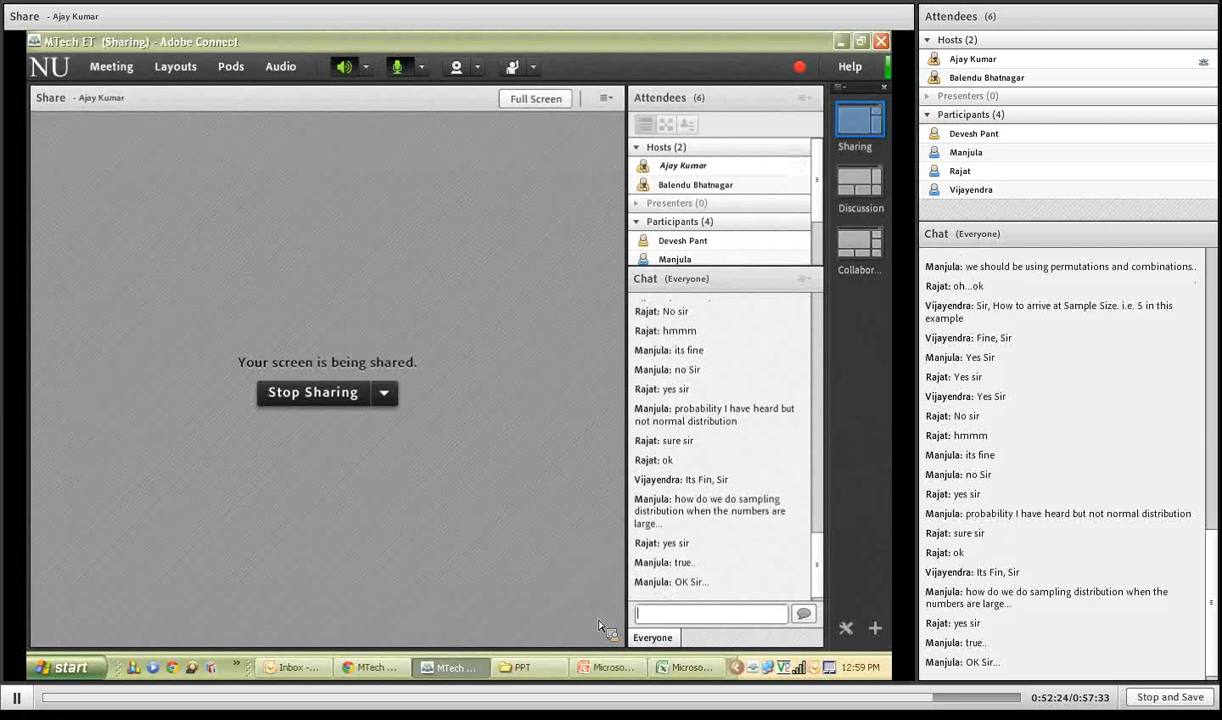 Share - Ajay Kumar
MTech ET (Sharing) - Adobe Connect
NU Meeting Layouts Pods Audio Help
Share - Ajay Kumar
Full Screen
Your screen is being shared.
Stop Sharing
Attendees (6)
Hosts (2)
Ajay Kumar
Balendu Bhatnagar
Presenters (0)
Participants (4)
Devesh Pant
Manjula
Chat (Everyone)
Rajat: No sir
Rajat: hmmm
Manjula: its fine
Manjula: no Sir
Rajat: yes sir
Manjula: probability I have heard but
not normal distribution
Rajat: sure sir
Rajat: ok
Vijayendra: Its Fin, Sir
Manjula: how do we do sampling
distribution when the numbers are
large...
Rajat: yes sir
Manjula: true..
Manjula: OK Sir...
Everyone
Sharing
Discussion
Collabor...
start
Inbox -...
MTech ...
MTech ...
PPT
Microso...
Microso...
12:59 PM
Attendees (6)
Hosts (2)
Ajay Kumar
Balendu Bhatnagar
Presenters (0)
Participants (4)
Devesh Pant
Manjula
Rajat
Vijayendra
Chat (Everyone)
Manjula: we should be using permutations and combinations..
Rajat: oh...ok
Vijayendra: Sir, How to arrive at Sample Size. i.e. 5 in this
example
Vijayendra: Fine, Sir
Manjula: Yes Sir
Rajat: Yes sir
Vijayendra: Yes Sir
Rajat: No sir
Rajat: hmmm
Manjula: its fine
Manjula: no Sir
Rajat: yes sir
Manjula: probability I have heard but not normal distribution
Rajat: sure sir
Rajat: ok
Vijayendra: Its Fin, Sir
Manjula: how do we do sampling distribution when the
numbers are large...
Rajat: yes sir
Manjula: true..
Manjula: OK Sir...
0:52:24/0:57:33
Stop and Save